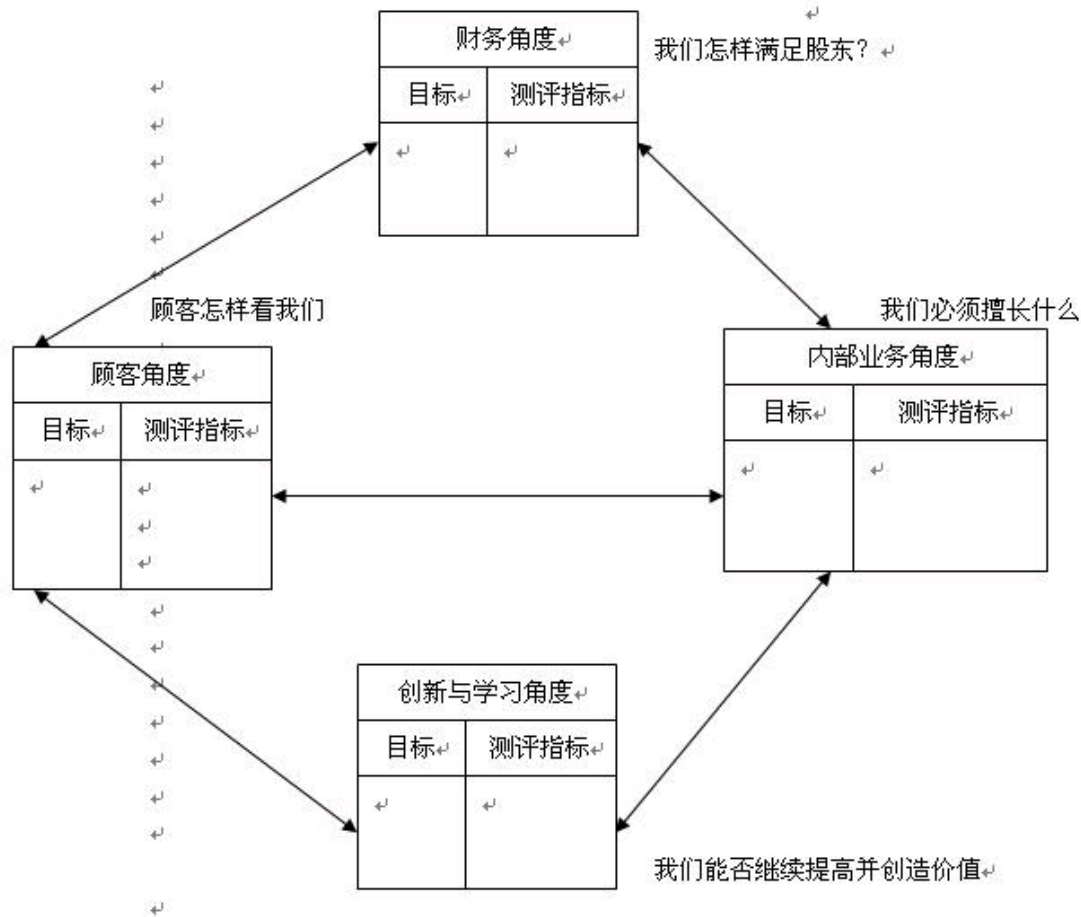 财务角度
我们怎样满足股东？
目标 测评指标
顾客怎样看我们
我们必须擅长什么
顾客角度
目标 测评指标
内部业务角度
目标 测评指标
创新与学习角度
目标 测评指标
我们能否继续提高并创造价值